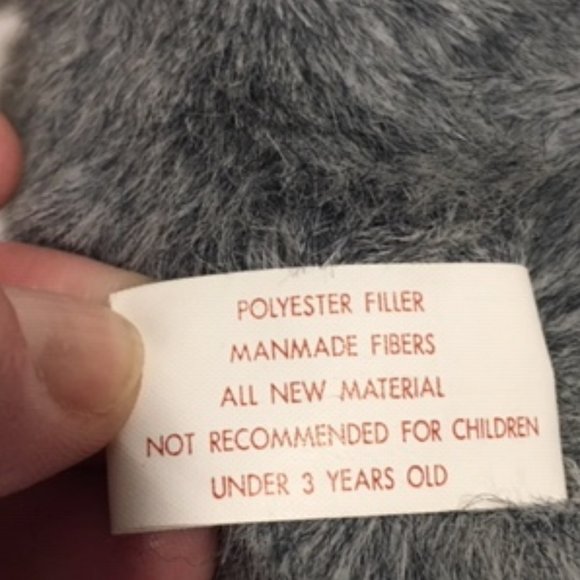 POLYESTER FILLER
MANMADE FIBERS
ALL NEW MATERIAL
NOT RECOMMENDED FOR CHILDREN
UNDER 3 YEARS OLD